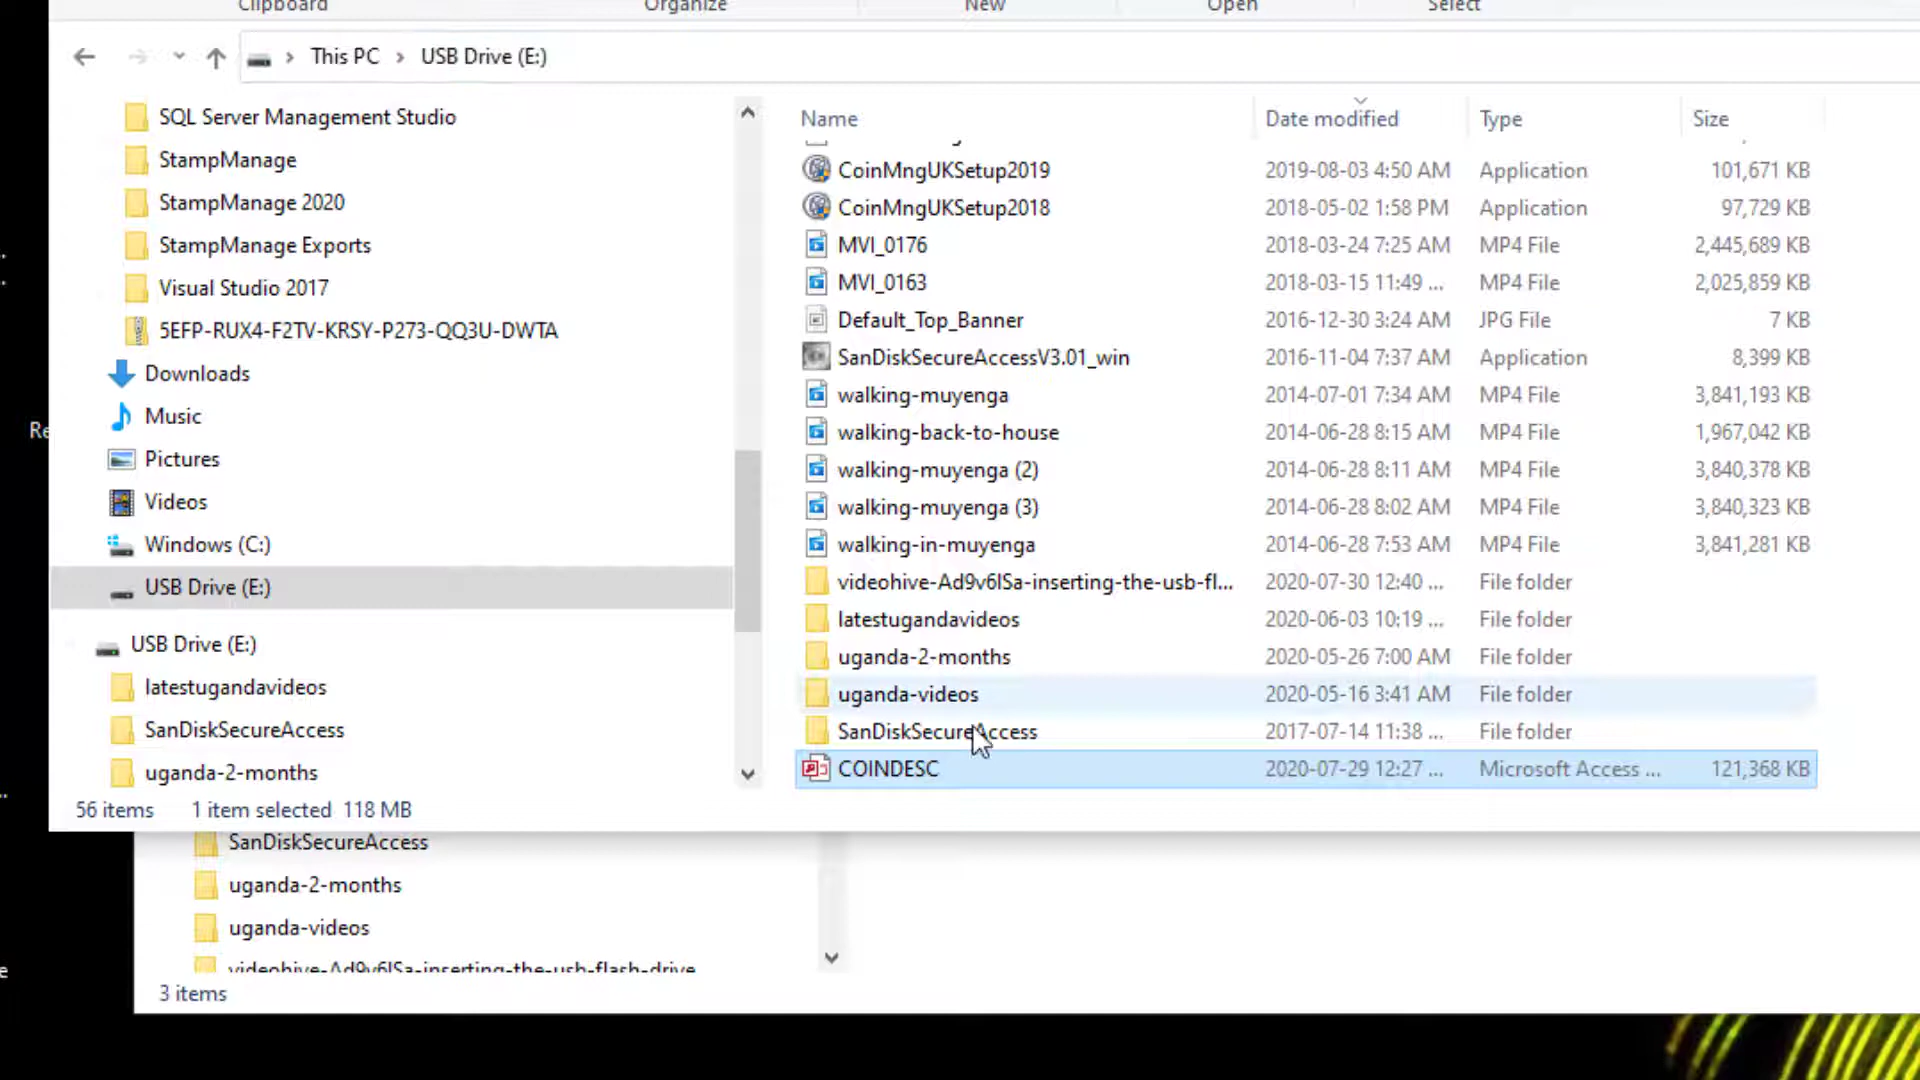 Clipboard Organize New Open Select
This PC > USB Drive (E:)
SQL Server Management Studio
StampManage
StampManage 2020
StampManage Exports
Visual Studio 2017
5EFP-RUX4-F2TV-KRSY-P273-QQ3U-DWTA
Downloads
Music
Pictures
Videos
Windows (C:)
USB Drive (E:)
USB Drive (E:)
latestugandavideos
SanDiskSecureAccess
uganda-2-months
Name Date modified Type Size
CoinMngUKSetup2019 2019-08-03 4:50 AM Application 101,671 KB
CoinMngUKSetup2018 2018-05-02 1:58 PM Application 97,729 KB
MVI_0176 2018-03-24 7:25 AM MP4 File 2,445,689 KB
MVI_0163 2018-03-15 11:49 ... MP4 File 2,025,859 KB
Default_Top_Banner 2016-12-30 3:24 AM JPG File 7 KB
SanDiskSecureAccessV3.01_win 2016-11-04 7:37 AM Application 8,399 KB
walking-muyenga 2014-07-01 7:34 AM MP4 File 3,841,193 KB
walking-back-to-house 2014-06-28 8:15 AM MP4 File 1,967,042 KB
walking-muyenga (2) 2014-06-28 8:11 AM MP4 File 3,840,378 KB
walking-muyenga (3) 2014-06-28 8:02 AM MP4 File 3,840,323 KB
walking-in-muyenga 2014-06-28 7:53 AM MP4 File 3,841,281 KB
videohive-Ad9v6lSa-inserting-the-usb-fl... 2020-07-30 12:40 ... File folder
latestugandavideos 2020-06-03 10:19 ... File folder
uganda-2-months 2020-05-26 7:00 AM File folder
uganda-videos 2020-05-16 3:41 AM File folder
SanDiskSecureAccess 2017-07-14 11:38 ... File folder
COINDESC 2020-07-29 12:27 ... Microsoft Access ... 121,368 KB
56 items 1 item selected 118 MB
SanDiskSecureAccess
uganda-2-months
uganda-videos
videohive-Ad9v6lSa-inserting-the-usb-flash-drive
3 items
Re
e